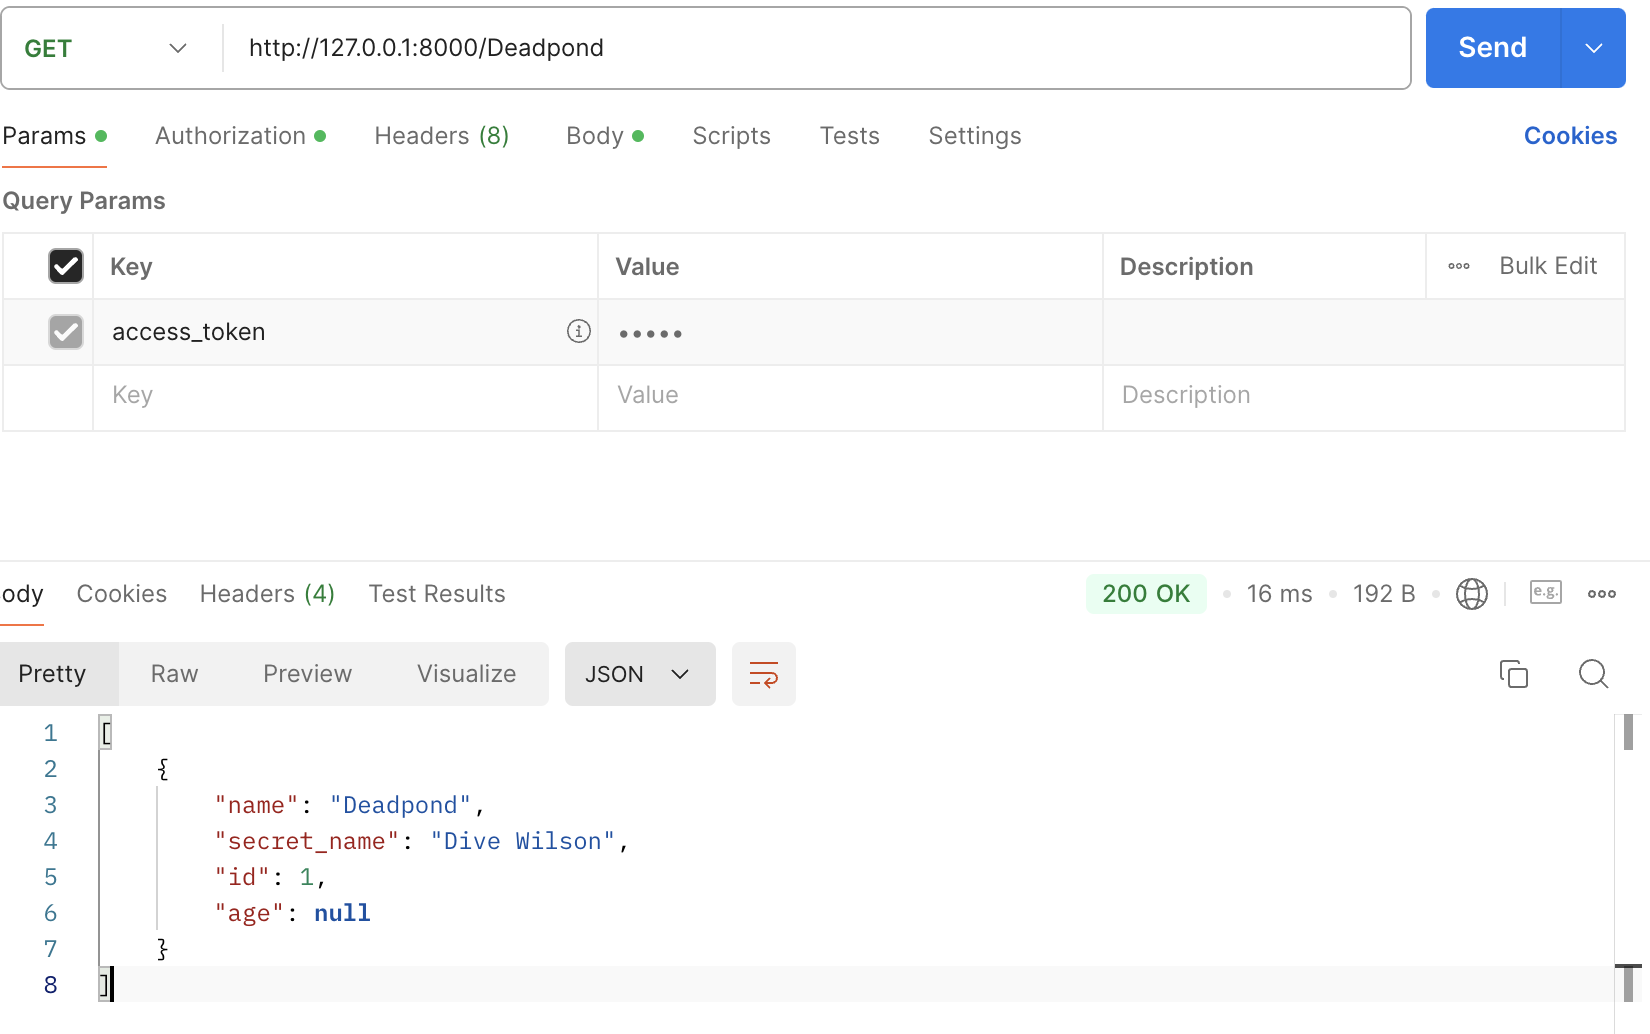 GET http://127.0.0.1:8000/Deadpond Send
Params Authorization Headers (8) Body Scripts Tests Settings Cookies
Query Params
Key Value Description Bulk Edit
access_token •••••
Key Value Description
ody Cookies Headers (4) Test Results 200 OK • 16 ms • 192 B • e.g.
Pretty Raw Preview Visualize JSON
1 [
2 {
3 "name": "Deadpond",
4 "secret_name": "Dive Wilson",
5 "id": 1,
6 "age": null
7 }
8 ]